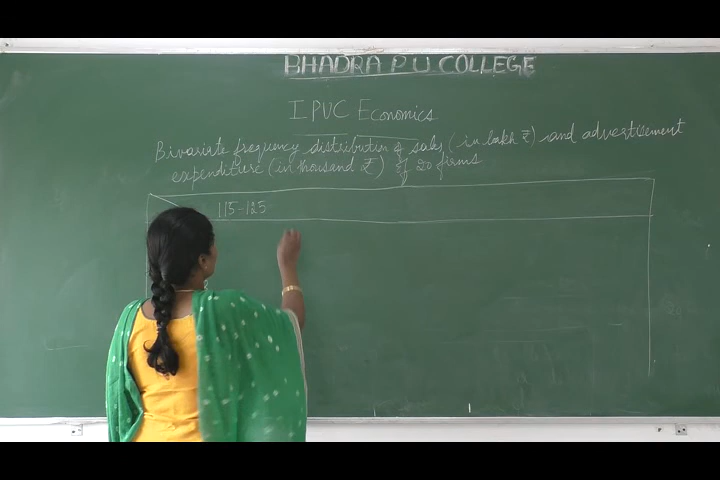 BHADRA P U COLLEGE
I PUC Economics
Bivariate frequency distribution of sales (in lakh ₹) and advertisement
expenditure (in thousand ₹) of 20 firms
115-125